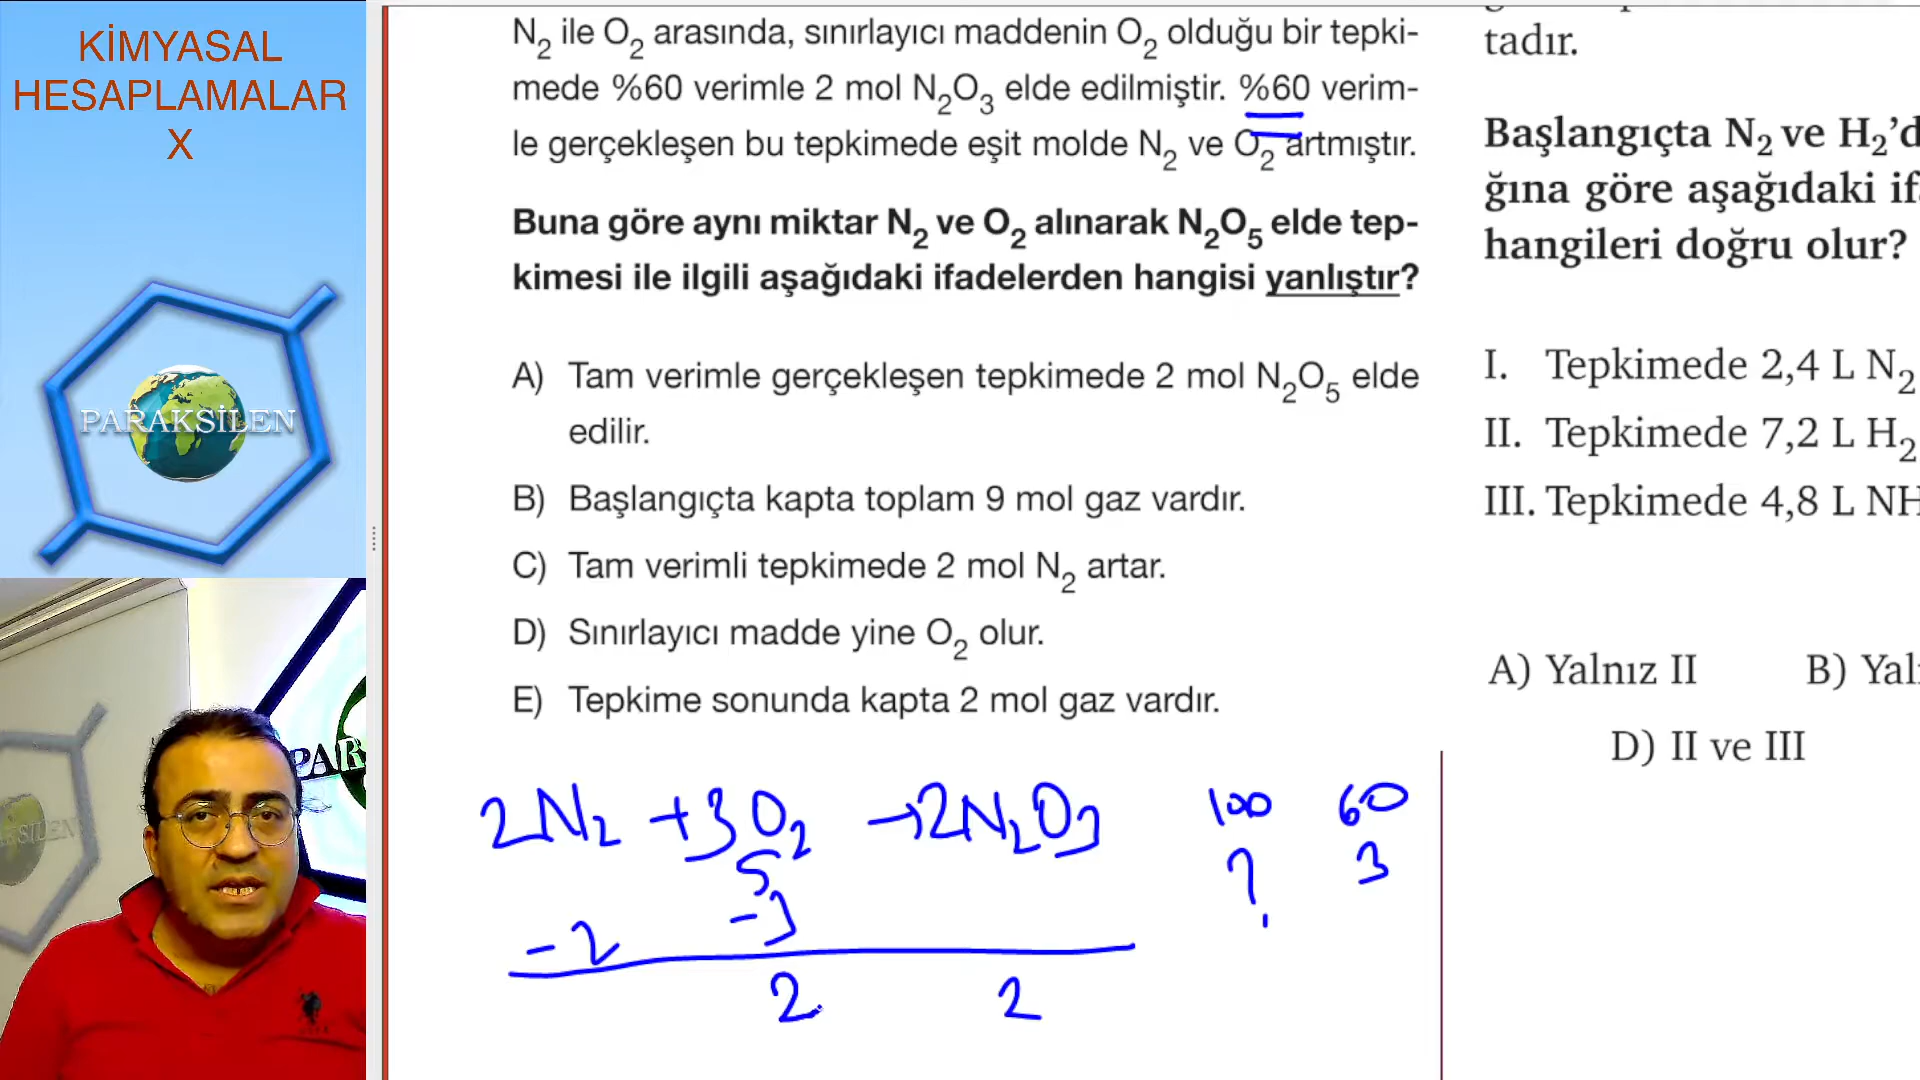 KİMYASAL
HESAPLAMALAR
X
PARAKSİLEN
N₂ ile O₂ arasında, sınırlayıcı maddenin O₂ olduğu bir tepki-
mede %60 verimle 2 mol N₂O₃ elde edilmiştir. %60 verim-
le gerçekleşen bu tepkimede eşit molde N₂ ve O₂ artmıştır.
Buna göre aynı miktar N₂ ve O₂ alınarak N₂O₅ elde tep-
kimesi ile ilgili aşağıdaki ifadelerden hangisi yanlıştır?
A) Tam verimle gerçekleşen tepkimede 2 mol N₂O₅ elde
edilir.
B) Başlangıçta kapta toplam 9 mol gaz vardır.
C) Tam verimli tepkimede 2 mol N₂ artar.
D) Sınırlayıcı madde yine O₂ olur.
E) Tepkime sonunda kapta 2 mol gaz vardır.
2N₂ +3O₂ →2N₂O₃
5
-2 -3
2 2
100 60
? 3
tadır.
Başlangıçta N₂ ve H₂'d
ğına göre aşağıdaki if
hangileri doğru olur?
I. Tepkimede 2,4 L N₂
II. Tepkimede 7,2 L H₂
III. Tepkimede 4,8 L NH
A) Yalnız II B) Yal
D) II ve III